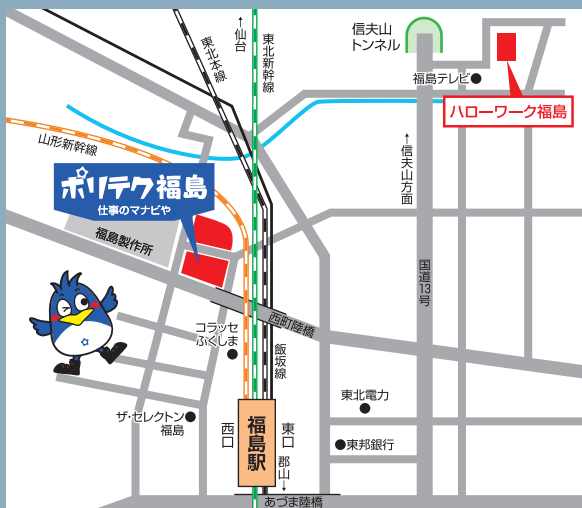 ←仙台
東北新幹線
東北本線
信夫山
トンネル
福島テレビ
ハローワーク福島
山形新幹線
←信夫山方面
ポリテク福島
仕事のマナビや
福島製作所
国道13号
西町陸橋
コラッセ
ふくしま
飯坂線
東北電力
ザ・セレクトン
福島
西口
福島駅
東口
東邦銀行
郡山→
あづま陸橋